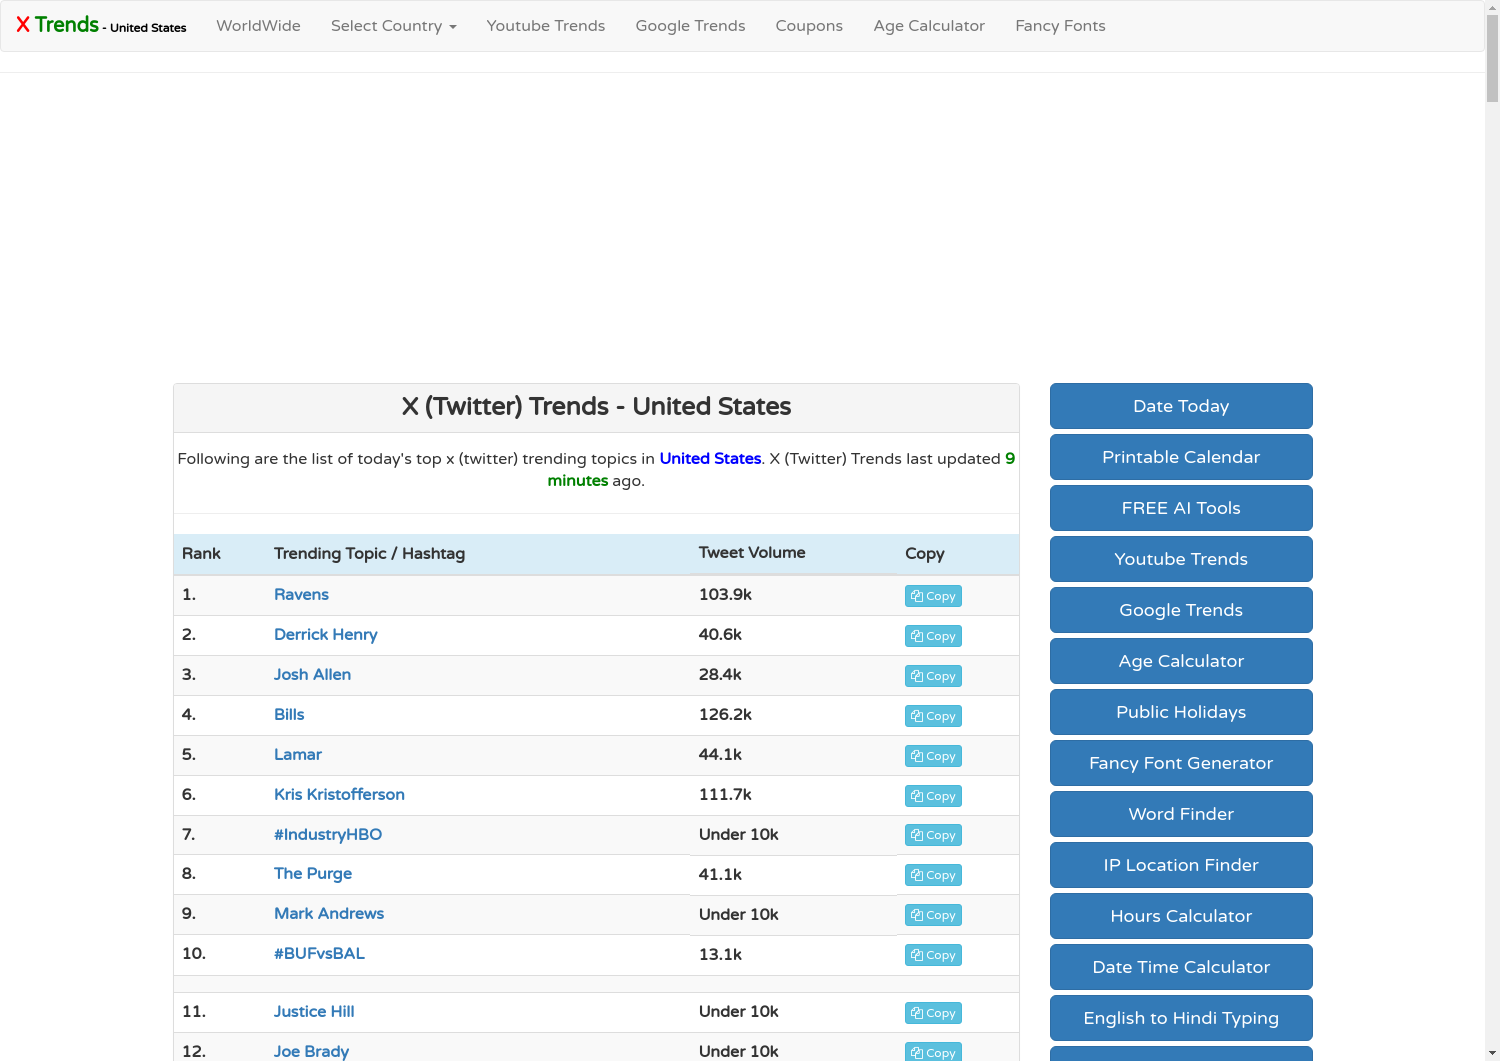 X Trends - United States WorldWide Select Country Youtube Trends Google Trends Coupons Age Calculator Fancy Fonts
X (Twitter) Trends - United States
Following are the list of today's top x (twitter) trending topics in United States. X (Twitter) Trends last updated 9
minutes ago.
Rank Trending Topic / Hashtag Tweet Volume Copy
1. Ravens 103.9k Copy
2. Derrick Henry 40.6k Copy
3. Josh Allen 28.4k Copy
4. Bills 126.2k Copy
5. Lamar 44.1k Copy
6. Kris Kristofferson 111.7k Copy
7. #IndustryHBO Under 10k Copy
8. The Purge 41.1k Copy
9. Mark Andrews Under 10k Copy
10. #BUFvsBAL 13.1k Copy
11. Justice Hill Under 10k Copy
12. Joe Brady Under 10k Copy
Date Today
Printable Calendar
FREE AI Tools
Youtube Trends
Google Trends
Age Calculator
Public Holidays
Fancy Font Generator
Word Finder
IP Location Finder
Hours Calculator
Date Time Calculator
English to Hindi Typing